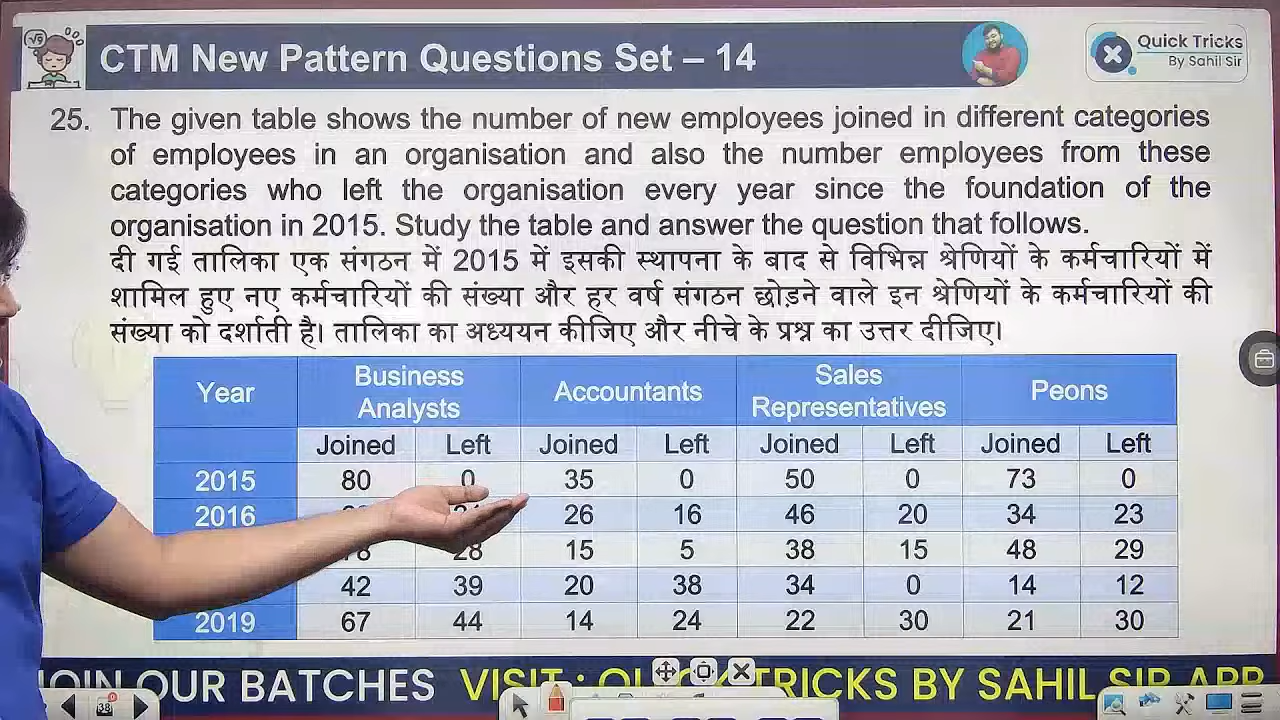 CTM New Pattern Questions Set – 14
Quick Tricks
By Sahil Sir
25. The given table shows the number of new employees joined in different categories
of employees in an organisation and also the number employees from these
categories who left the organisation every year since the foundation of the
organisation in 2015. Study the table and answer the question that follows.
दी गई तालिका एक संगठन में 2015 में इसकी स्थापना के बाद से विभिन्न श्रेणियों के कर्मचारियों में
शामिल हुए नए कर्मचारियों की संख्या और हर वर्ष संगठन छोड़ने वाले इन श्रेणियों के कर्मचारियों की
संख्या को दर्शाती है। तालिका का अध्ययन कीजिए और नीचे के प्रश्न का उत्तर दीजिए।
Year Business Analysts Accountants Sales Representatives Peons
Joined Left Joined Left Joined Left Joined Left
2015 80 0 35 0 50 0 73 0
2016 26 16 46 20 34 23
28 15 5 38 15 48 29
42 39 20 38 34 0 14 12
2019 67 44 14 24 22 30 21 30
JOIN OUR BATCHES VISIT : QUICK TRICKS BY SAHIL SIR APP
38